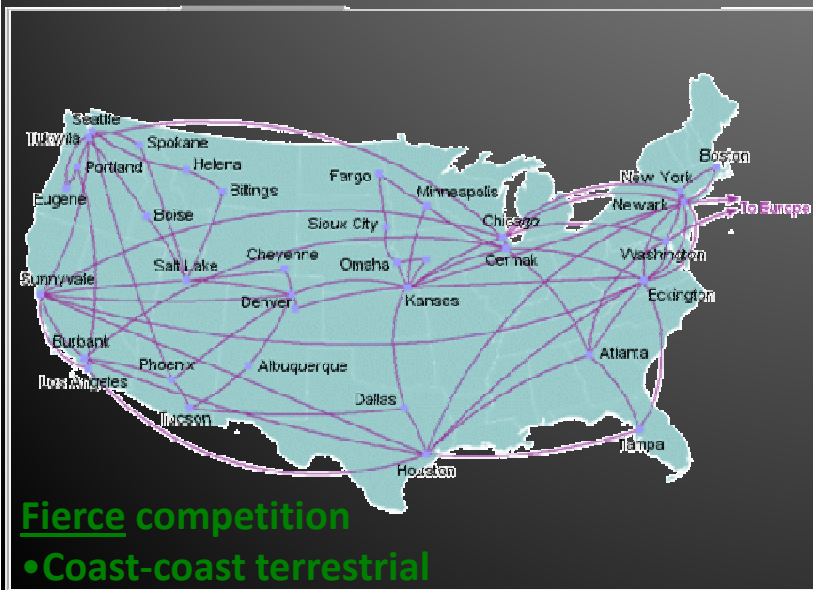 Seattle
Tukwila
Spokane
Portland
Helena
Billings
Eugene
Boise
Fargo
Minneapolis
Boston
New York
Newark
To Europe
Sioux City
Chicago
Cermak
Washington
Cheyenne
Omaha
Salt Lake
Sunnyvale
Denver
Kansas
Eckington
Burbank
Phoenix
Albuquerque
Atlanta
Los Angeles
Dallas
Tucson
Tampa
Houston
Fierce competition
•Coast-coast terrestrial